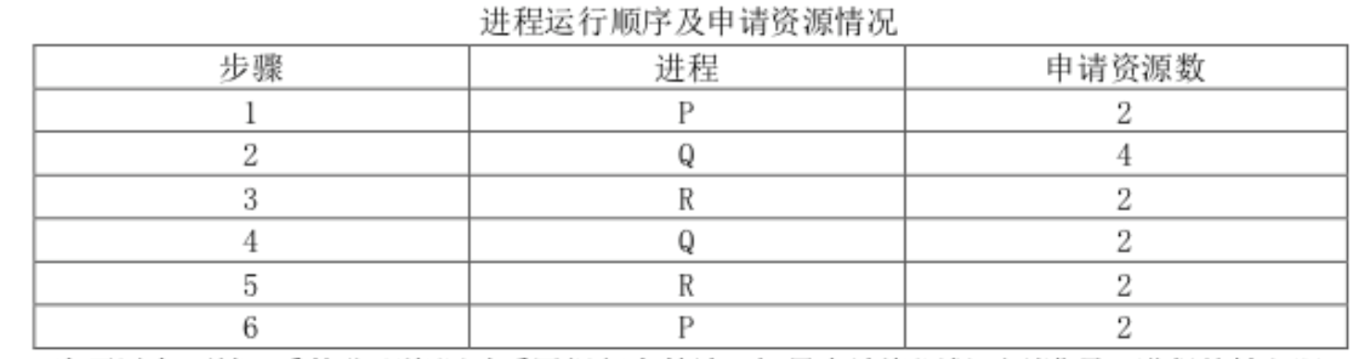 进程运行顺序及申请资源情况
步骤 进程 申请资源数
1 P 2
2 Q 4
3 R 2
4 Q 2
5 R 2
6 P 2